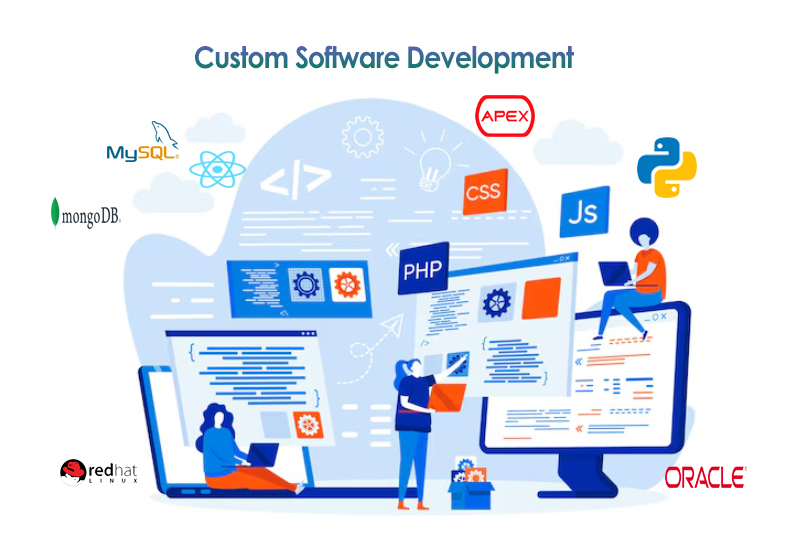 Custom Software Development
APEX
MySQL®
CSS
mongoDB®
Js
PHP
redhat
LINUX
ORACLE®